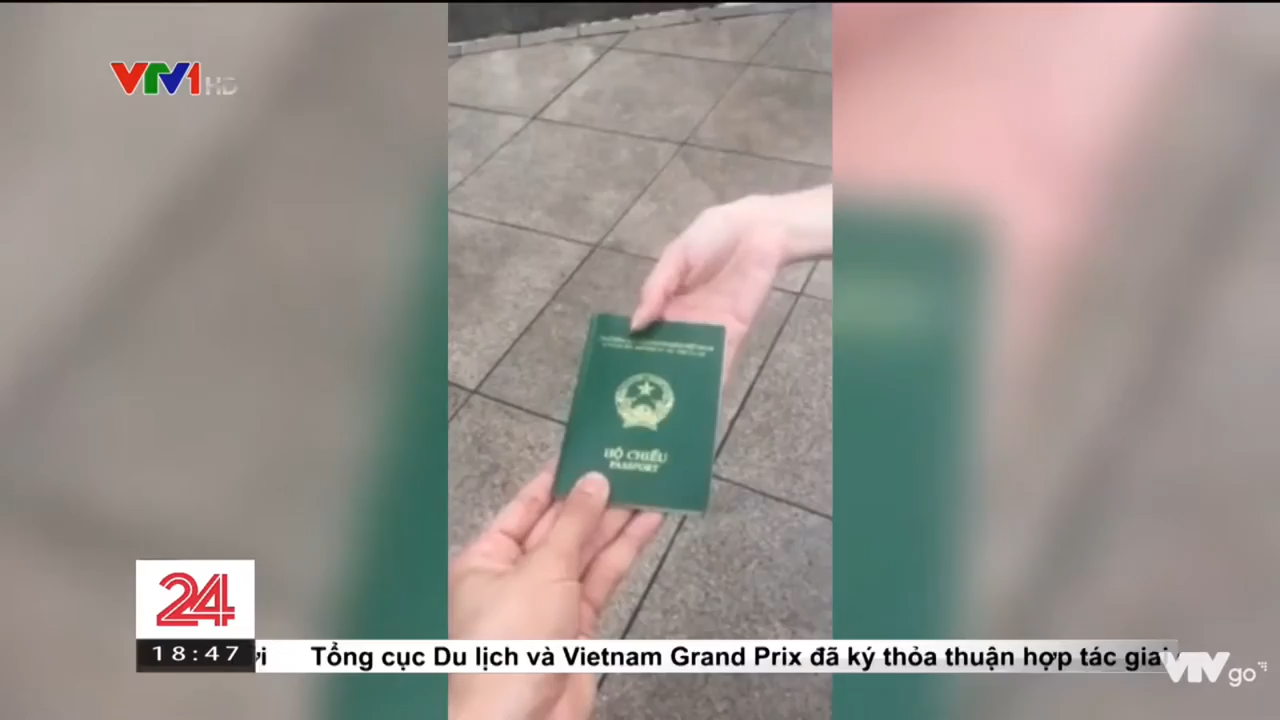 VTV1 HD
HỘ CHIẾU
PASSPORT
24
18:47
ới Tổng cục Du lịch và Vietnam Grand Prix đã ký thỏa thuận hợp tác giai
VTV go